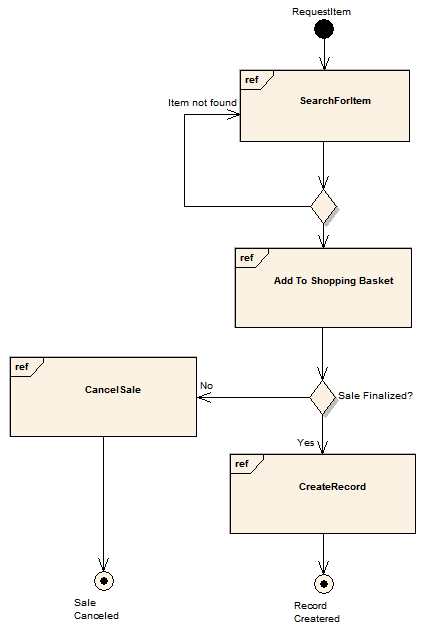 RequestItem
ref
SearchForItem
Item not found
ref
Add To Shopping Basket
ref
CancelSale
No
Sale Finalized?
Yes
ref
CreateRecord
Sale
Canceled
Record
Createred